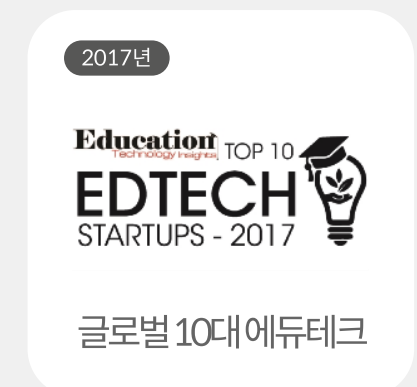 2017년
Education TOP 10
Technology Insights
EDTECH
STARTUPS - 2017
글로벌 10대 에듀테크